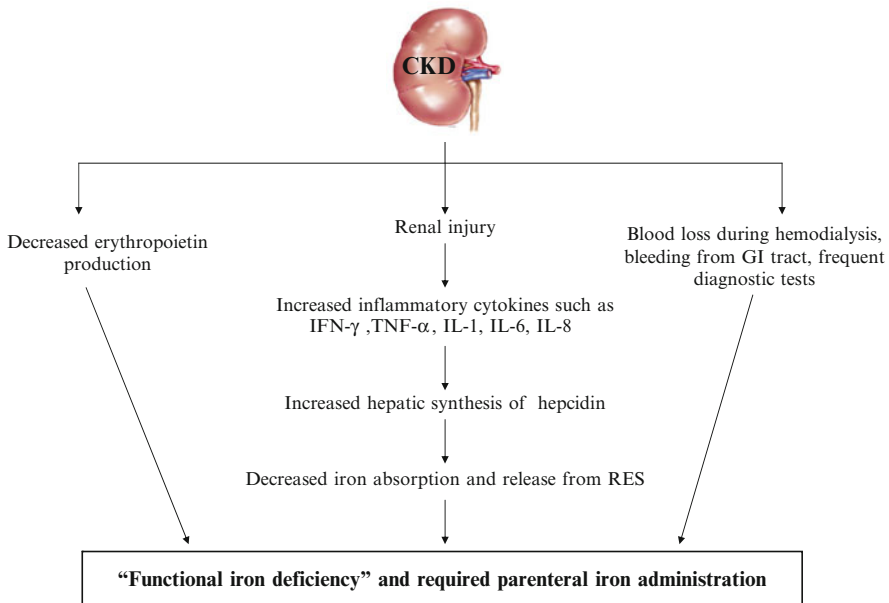 CKD
Decreased erythropoietin
production
Renal injury
Increased inflammatory cytokines such as
IFN-γ ,TNF-α, IL-1, IL-6, IL-8
Increased hepatic synthesis of hepcidin
Decreased iron absorption and release from RES
Blood loss during hemodialysis,
bleeding from GI tract, frequent
diagnostic tests
“Functional iron deficiency” and required parenteral iron administration